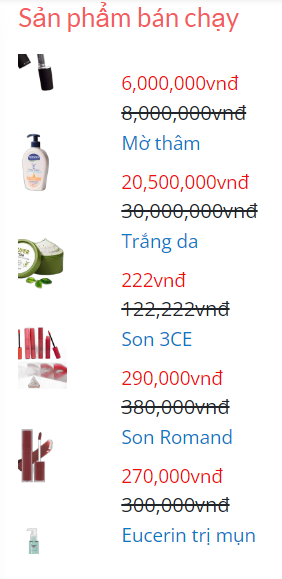 Sản phẩm bán chạy
6,000,000vnđ
8,000,000vnđ
Mờ thâm
20,500,000vnđ
30,000,000vnđ
Trắng da
222vnđ
122,222vnđ
Son 3CE
290,000vnđ
380,000vnđ
Son Romand
270,000vnđ
300,000vnđ
Eucerin trị mụn